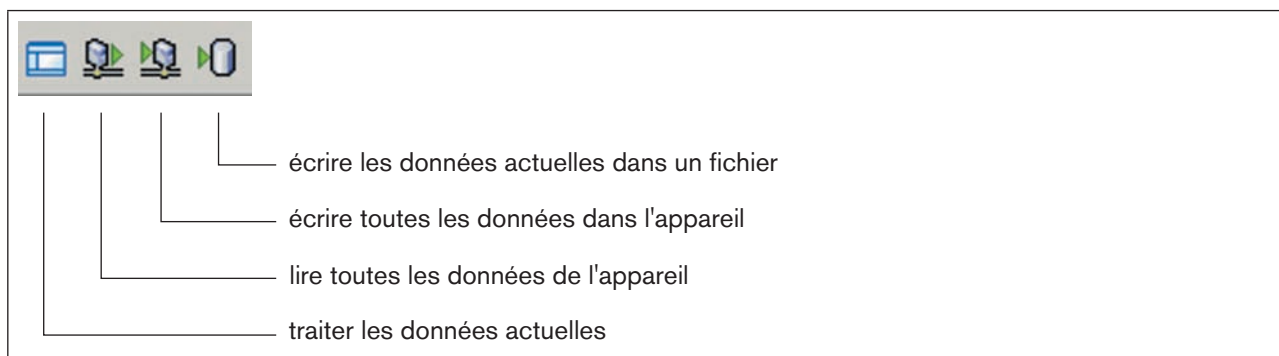 écrire les données actuelles dans un fichier
écrire toutes les données dans l'appareil
lire toutes les données de l'appareil
traiter les données actuelles